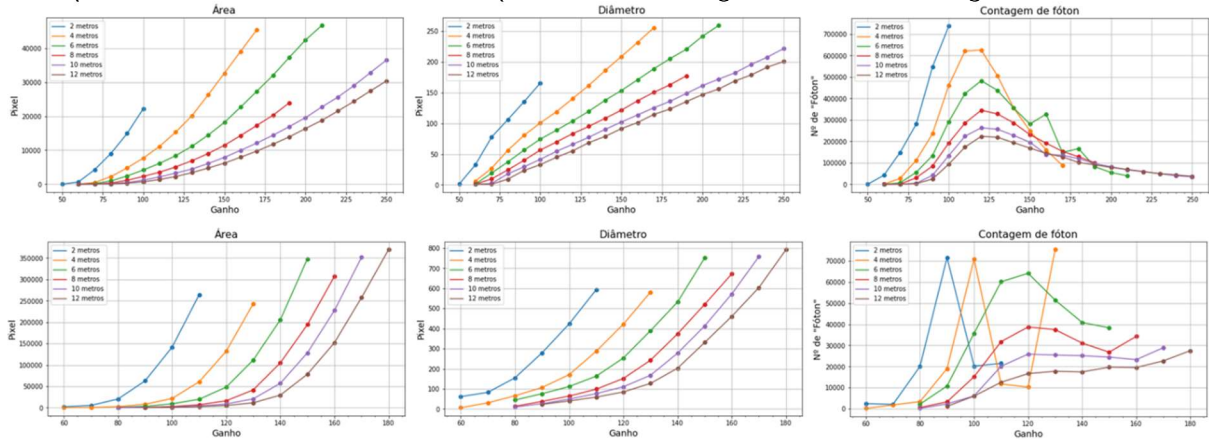 Área
Pixel
40000
30000
20000
10000
0
2 metros
4 metros
6 metros
8 metros
10 metros
12 metros
50 75 100 125 150 175 200 225 250
Ganho
Diâmetro
Pixel
250
200
150
100
50
0
2 metros
4 metros
6 metros
8 metros
10 metros
12 metros
50 75 100 125 150 175 200 225 250
Ganho
Contagem de fóton
Nº de "Fóton"
700000
600000
500000
400000
300000
200000
100000
0
2 metros
4 metros
6 metros
8 metros
10 metros
12 metros
50 75 100 125 150 175 200 225 250
Ganho
Área
Pixel
350000
300000
250000
200000
150000
100000
50000
0
2 metros
4 metros
6 metros
8 metros
10 metros
12 metros
60 80 100 120 140 160 180
Ganho
Diâmetro
Pixel
800
700
600
500
400
300
200
100
0
2 metros
4 metros
6 metros
8 metros
10 metros
12 metros
60 80 100 120 140 160 180
Ganho
Contagem de fóton
Nº de "Fóton"
70000
60000
50000
40000
30000
20000
10000
0
2 metros
4 metros
6 metros
8 metros
10 metros
12 metros
60 80 100 120 140 160 180
Ganho